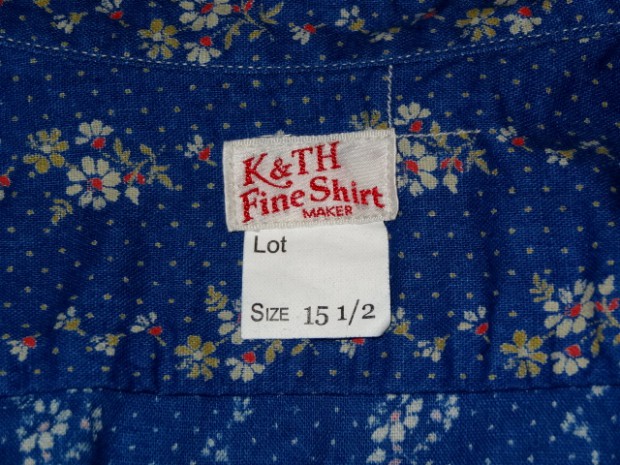 K&TH
Fine Shirt
MAKER
Lot
SIZE 15 1/2